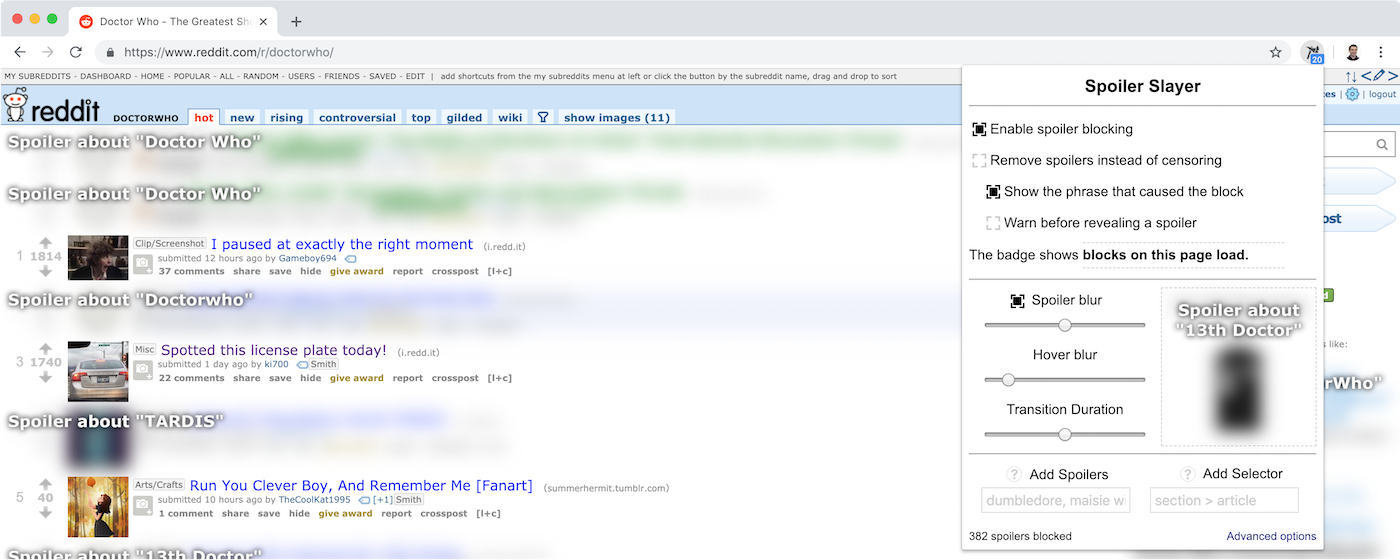 Doctor Who - The Greatest Sh
https://www.reddit.com/r/doctorwho/
20
MY SUBREDDITS - DASHBOARD - HOME - POPULAR - ALL - RANDOM - USERS - FRIENDS - SAVED - EDIT | add shortcuts from the my subreddits menu at left or click the button by the subreddit name, drag and drop to sort
reddit DOCTORWHO hot new rising controversial top gilded wiki show images (11)
| logout
Spoiler about "Doctor Who"
Spoiler about "Doctor Who"
1 1814
Clip/Screenshot I paused at exactly the right moment (i.redd.it)
submitted 12 hours ago by Gameboy694
37 comments share save hide give award report crosspost [l+c]
Spoiler about "Doctorwho"
3 1740
Misc Spotted this license plate today! (i.redd.it)
submitted 1 day ago by ki700 Smith
22 comments share save hide give award report crosspost [l+c]
Spoiler about "TARDIS"
5 40
Arts/Crafts Run You Clever Boy, And Remember Me [Fanart] (summerhermit.tumblr.com)
submitted 10 hours ago by TheCoolKat1995 [+1] Smith
1 comment share save hide give award report crosspost [l+c]
Spoiler about "13th Doctor"
Spoiler Slayer
Enable spoiler blocking
Remove spoilers instead of censoring
Show the phrase that caused the block
Warn before revealing a spoiler
The badge shows blocks on this page load.
Spoiler blur
Hover blur
Transition Duration
Spoiler about
"13th Doctor"
? Add Spoilers
dumbledore, maisie w
? Add Selector
section > article
382 spoilers blocked
Advanced options
ost
s like:
rWho"